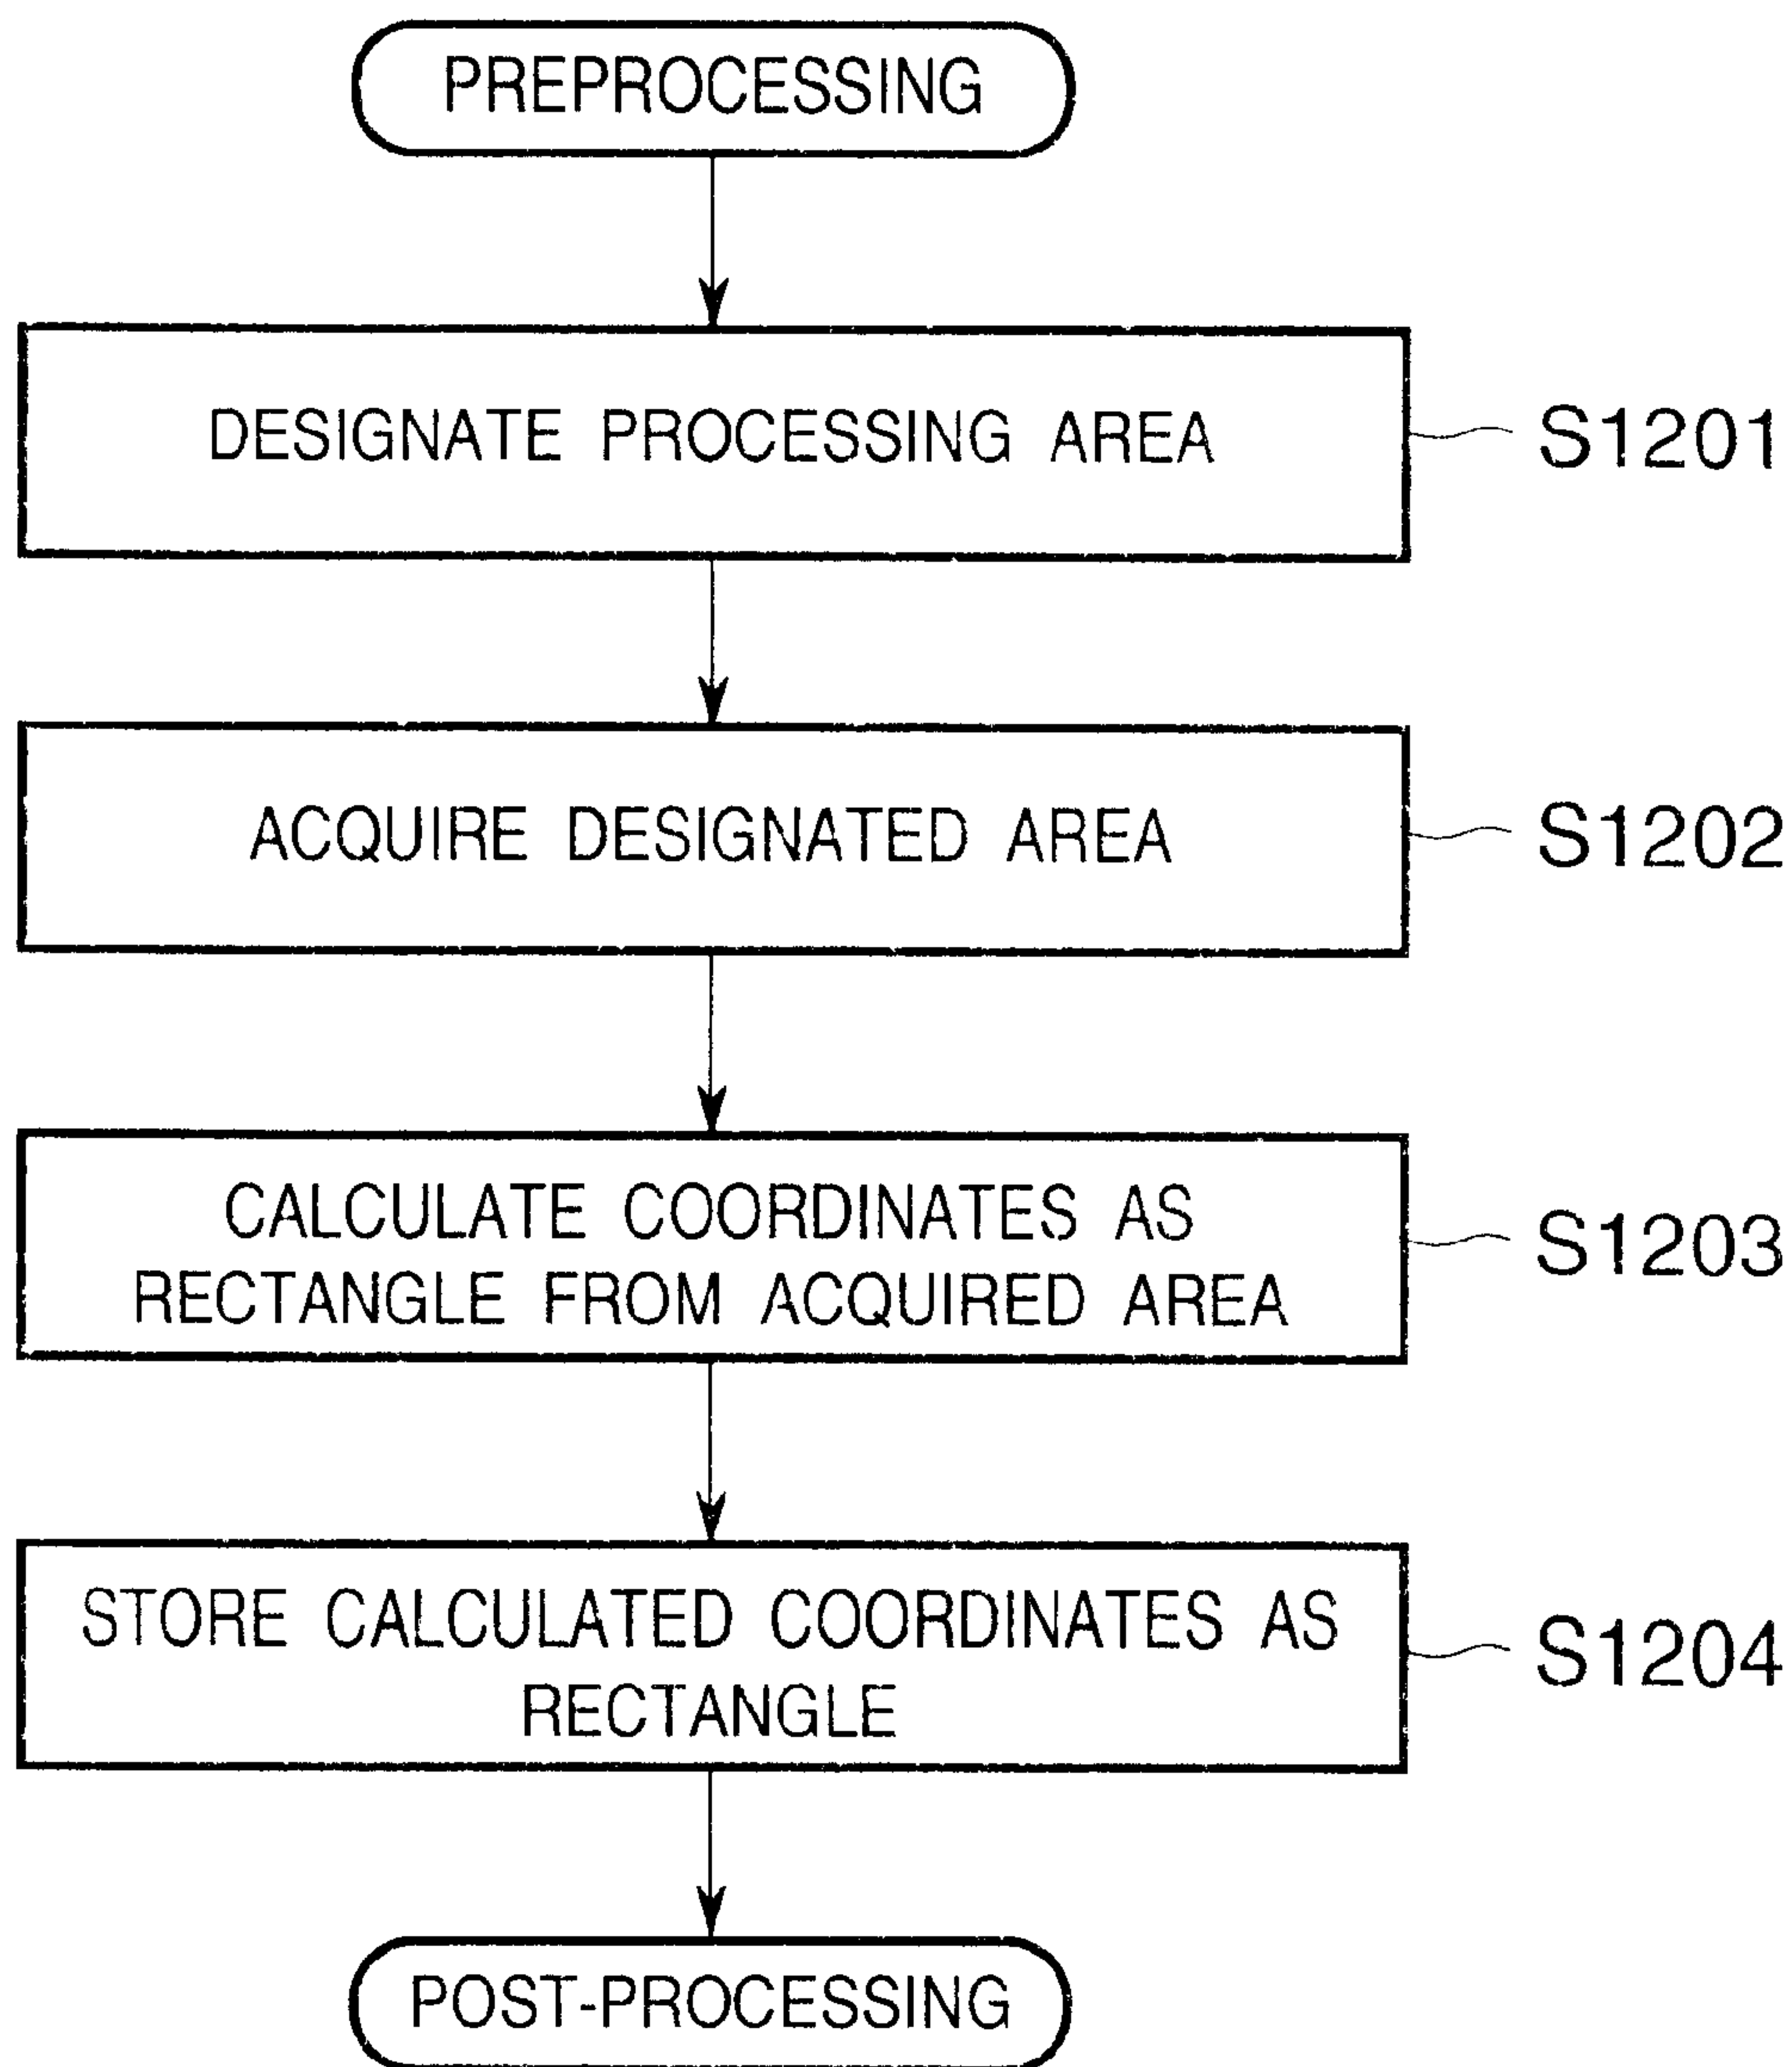 PREPROCESSING
DESIGNATE PROCESSING AREA
S1201
ACQUIRE DESIGNATED AREA
S1202
CALCULATE COORDINATES AS
RECTANGLE FROM ACQUIRED AREA
S1203
STORE CALCULATED COORDINATES AS
RECTANGLE
S1204
POST-PROCESSING